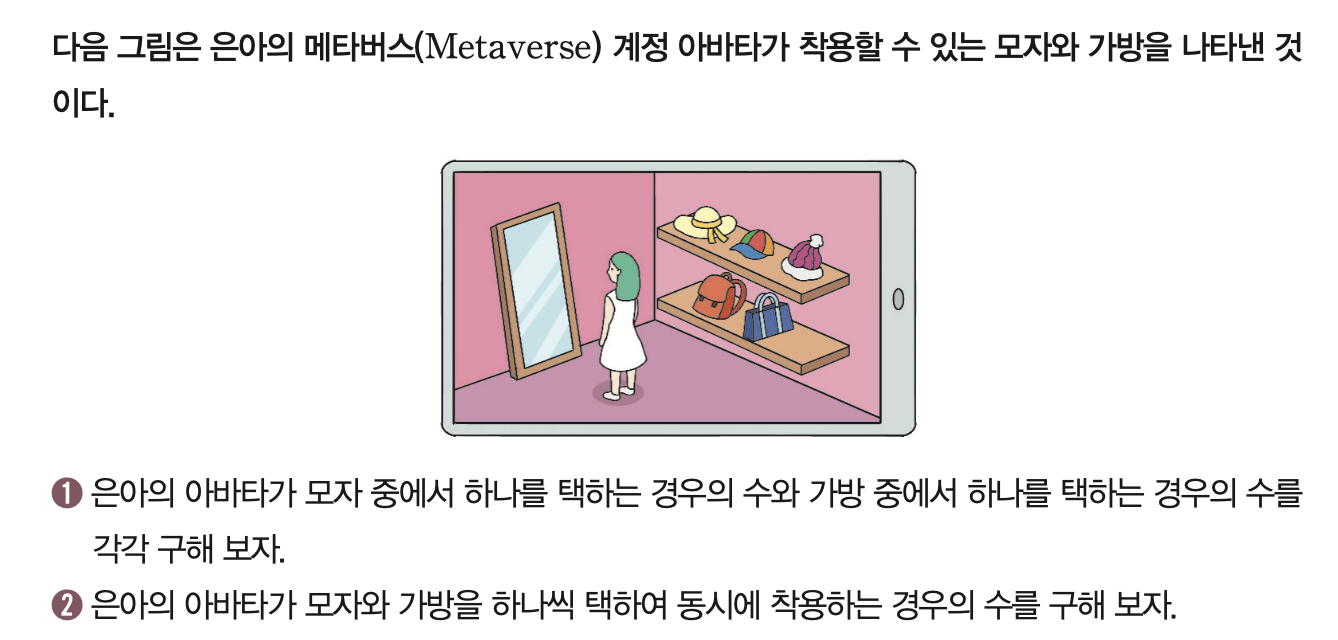 다음 그림은 은아의 메타버스(Metaverse) 계정 아바타가 착용할 수 있는 모자와 가방을 나타낸 것
이다.
❶ 은아의 아바타가 모자 중에서 하나를 택하는 경우의 수와 가방 중에서 하나를 택하는 경우의 수를
각각 구해 보자.
❷ 은아의 아바타가 모자와 가방을 하나씩 택하여 동시에 착용하는 경우의 수를 구해 보자.